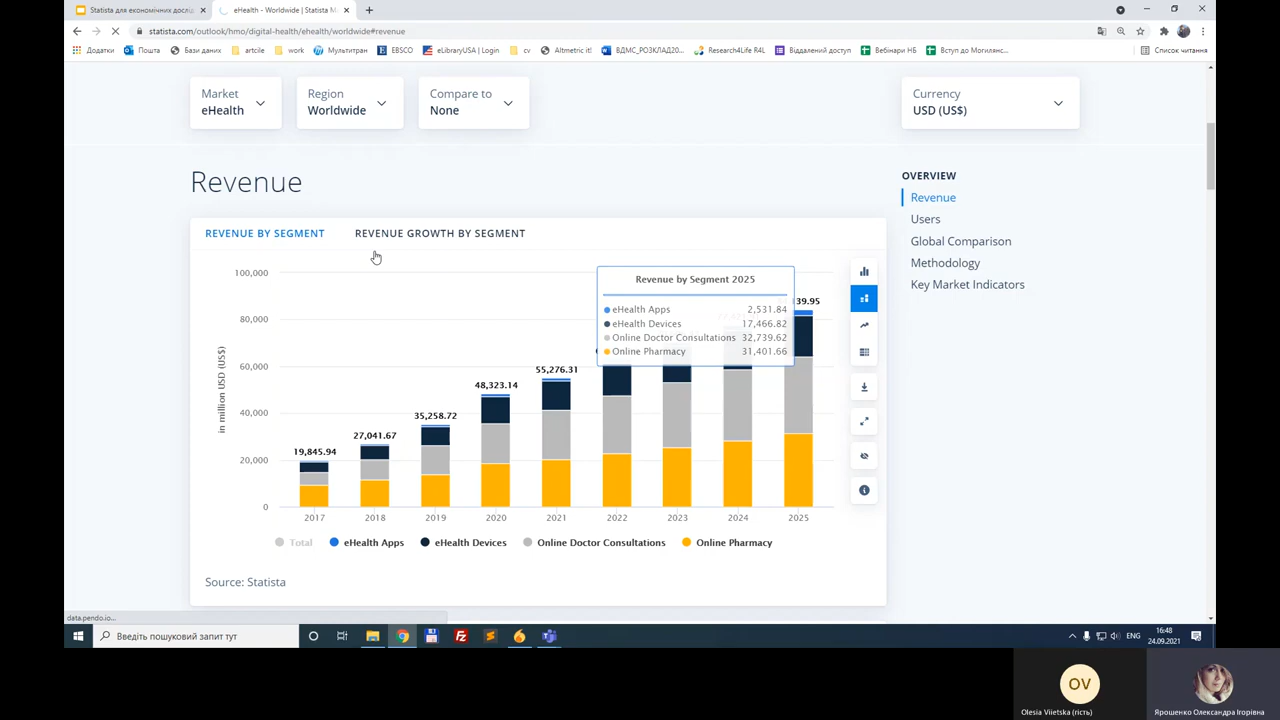 Statista для економічних дослід
eHealth - Worldwide | Statista M
statista.com/outlook/hmo/digital-health/ehealth/worldwide#revenue
Додатки
Пошта
Бази даних
artcile
work
Мультитран
EBSCO
eLibraryUSA | Login
cv
Altmetric it!
ВДМС_РОЗКЛАД20...
Research4Life R4L
Віддалений доступ
Вебінари НБ
Вступ до Могилянс...
Список читання
Market
eHealth
Region
Worldwide
Compare to
None
Currency
USD (US$)
Revenue
OVERVIEW
Revenue
Users
Global Comparison
Methodology
Key Market Indicators
REVENUE BY SEGMENT
REVENUE GROWTH BY SEGMENT
in million USD (US$)
100,000
80,000
60,000
40,000
20,000
0
19,845.94
27,041.67
35,258.72
48,323.14
55,276.31
139.95
Revenue by Segment 2025
eHealth Apps 2,531.84
eHealth Devices 17,466.82
Online Doctor Consultations 32,739.62
Online Pharmacy 31,401.66
2017 2018 2019 2020 2021 2022 2023 2024 2025
Total eHealth Apps eHealth Devices Online Doctor Consultations Online Pharmacy
Source: Statista
data.pendo.io...
Введіть пошуковий запит тут
ENG
16:48
24.09.2021
OV
Olesia Viietska (гість)
Ярошенко Олександра Ігорівна